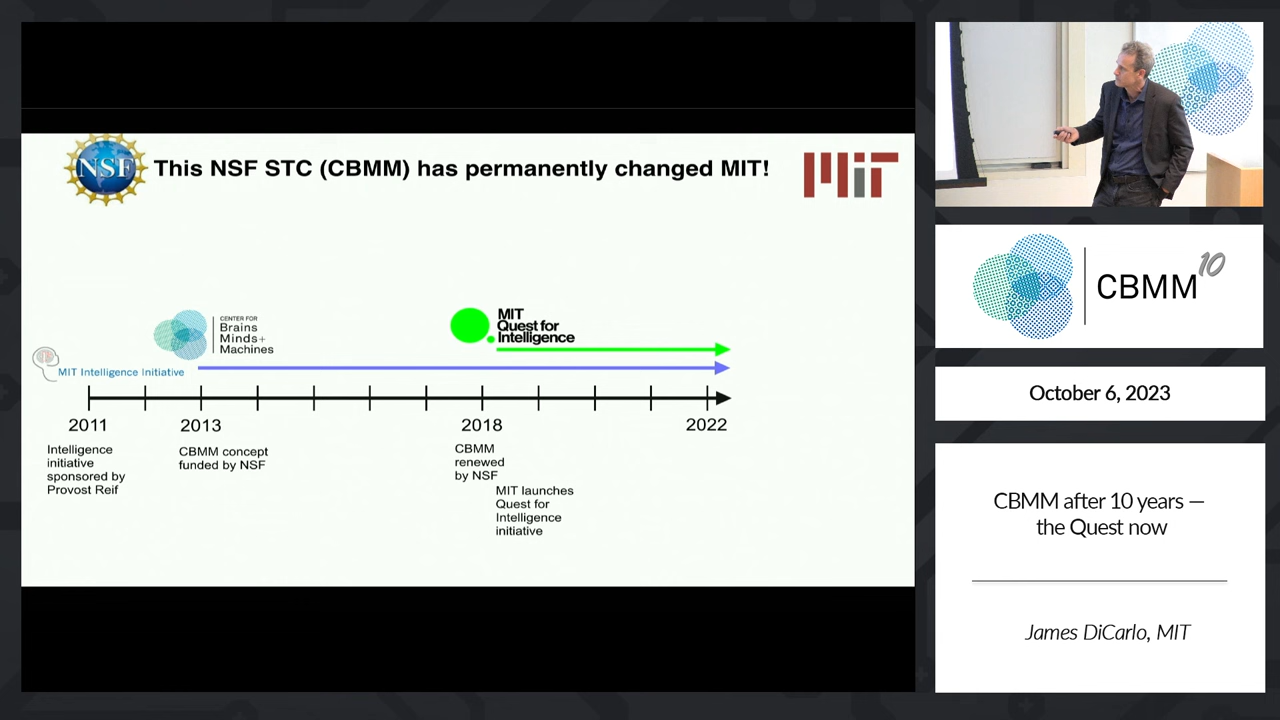 NSF
This NSF STC (CBMM) has permanently changed MIT!
MIT
CENTER FOR
Brains
Minds+
Machines
MIT
Quest for
Intelligence
MIT Intelligence Initiative
2011
2013
2018
2022
Intelligence
initiative
sponsored by
Provost Reif
CBMM concept
funded by NSF
CBMM
renewed
by NSF
MIT launches
Quest for
Intelligence
initiative
CBMM 10
October 6, 2023
CBMM after 10 years —
the Quest now
James DiCarlo, MIT